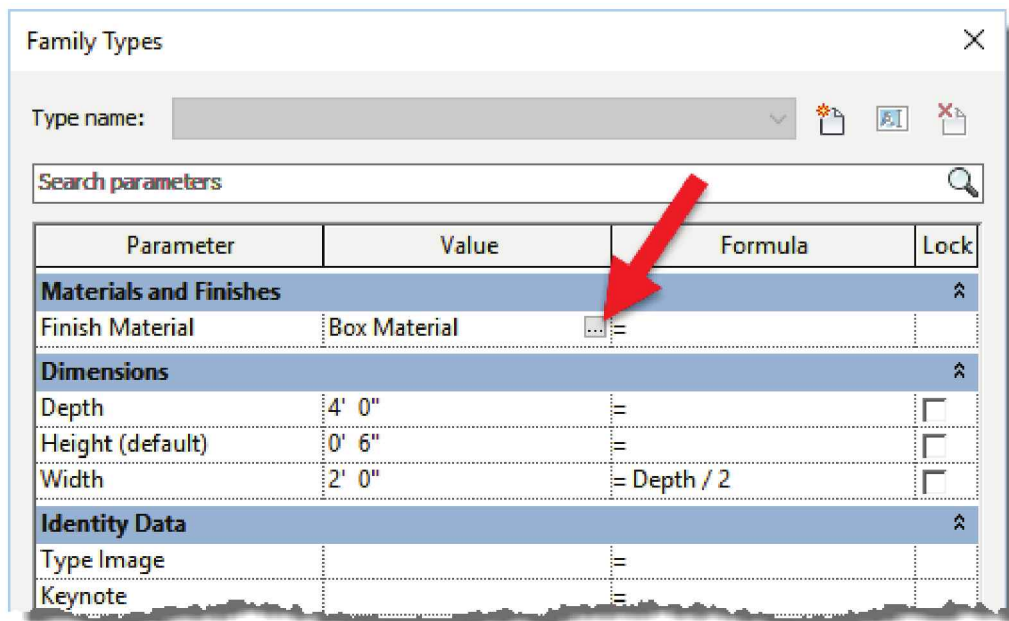 Family Types
Type name:
Search parameters
Parameter Value Formula Lock
Materials and Finishes
Finish Material Box Material ... =
Dimensions
Depth 4' 0" =
Height (default) 0' 6" =
Width 2' 0" = Depth / 2
Identity Data
Type Image =
Keynote =